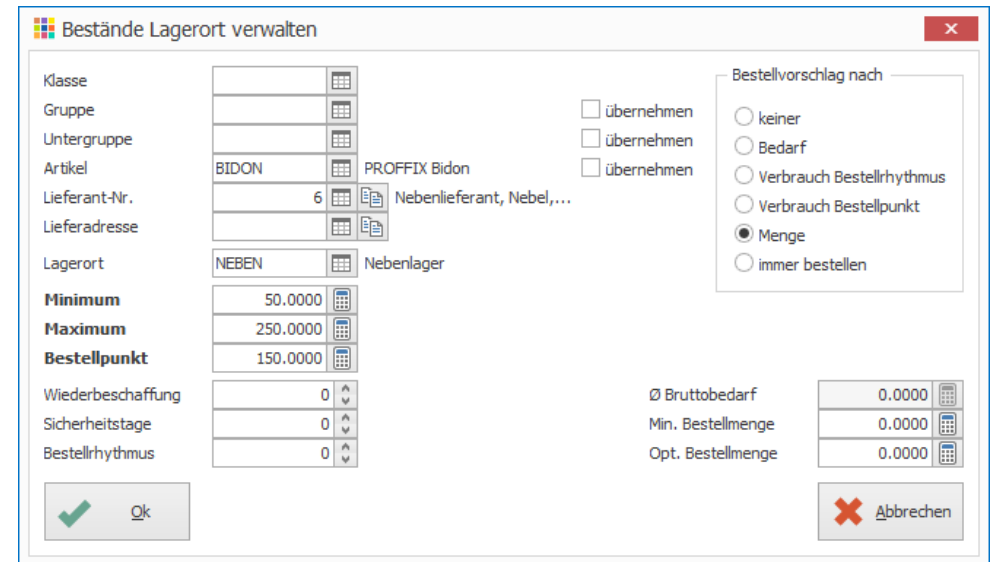 Bestände Lagerort verwalten
Klasse
Bestellvorschlag nach
Gruppe
übernehmen
keiner
Untergruppe
übernehmen
Bedarf
Artikel BIDON PROFFIX Bidon
übernehmen
Verbrauch Bestellrhythmus
Lieferant-Nr. 6 Nebenlieferant, Nebel,...
Lieferadresse
Verbrauch Bestellpunkt
Menge
Lagerort NEBEN Nebenlager
immer bestellen
Minimum 50.0000
Maximum 250.0000
Bestellpunkt 150.0000
Wiederbeschaffung 0
Ø Bruttobedarf 0.0000
Sicherheitstage 0
Min. Bestellmenge 0.0000
Bestellrhythmus 0
Opt. Bestellmenge 0.0000
Ok
Abbrechen